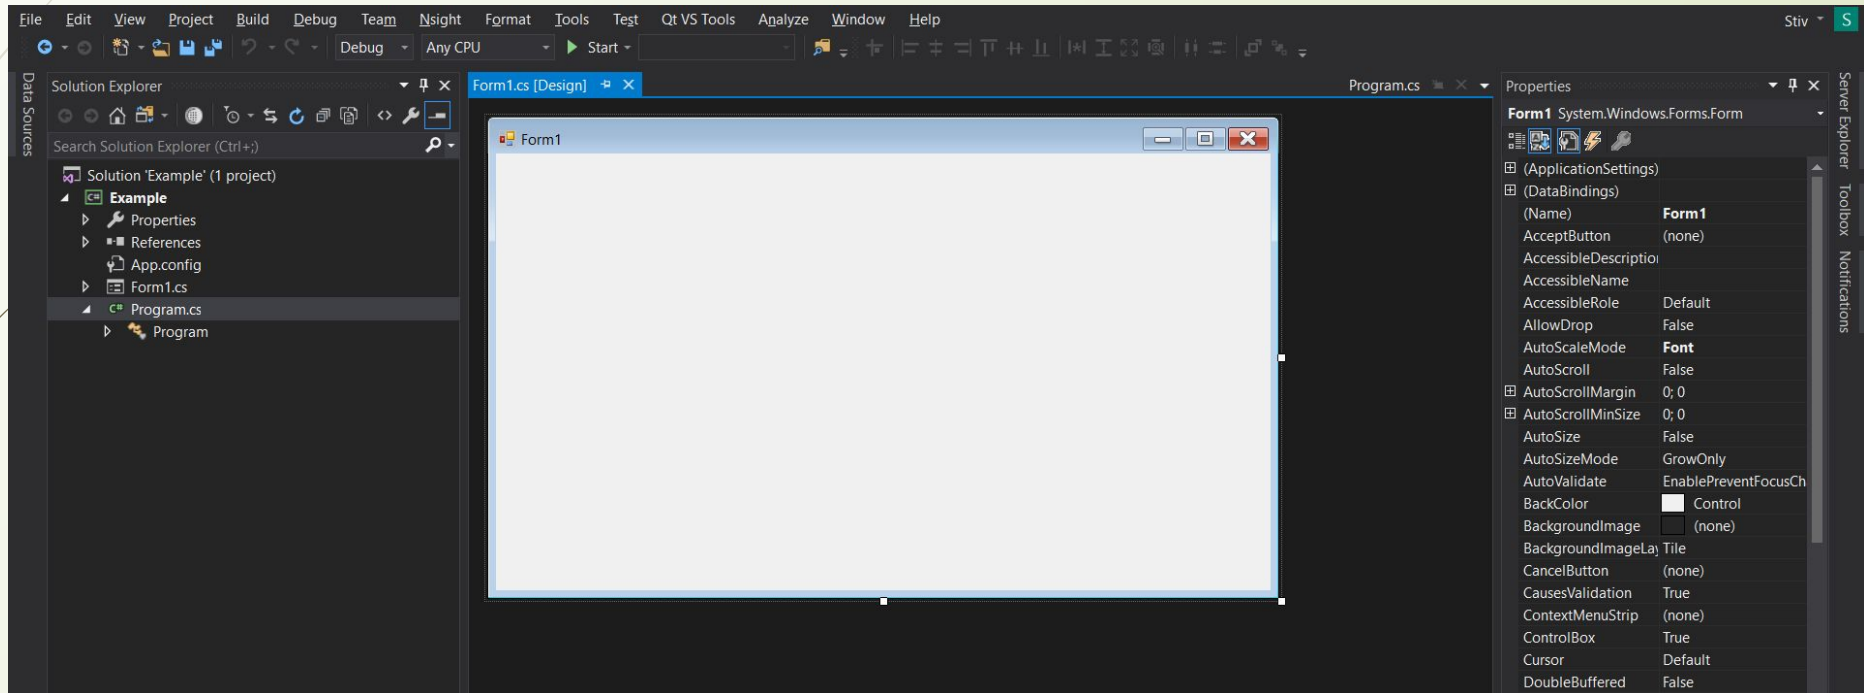 File Edit View Project Build Debug Team Nsight Format Tools Test Qt VS Tools Analyze Window Help Stiv S
Debug Any CPU Start
Data Sources
Solution Explorer
Search Solution Explorer (Ctrl+;)
Solution 'Example' (1 project)
C# Example
Properties
References
App.config
Form1.cs
C# Program.cs
Program
Form1.cs [Design]
Program.cs
Form1
Properties
Form1 System.Windows.Forms.Form
(ApplicationSettings)
(DataBindings)
(Name) Form1
AcceptButton (none)
AccessibleDescriptio
AccessibleName
AccessibleRole Default
AllowDrop False
AutoScaleMode Font
AutoScroll False
AutoScrollMargin 0; 0
AutoScrollMinSize 0; 0
AutoSize False
AutoSizeMode GrowOnly
AutoValidate EnablePreventFocusCh
BackColor Control
BackgroundImage (none)
BackgroundImageLay Tile
CancelButton (none)
CausesValidation True
ContextMenuStrip (none)
ControlBox True
Cursor Default
DoubleBuffered False
Server Explorer
Toolbox
Notifications